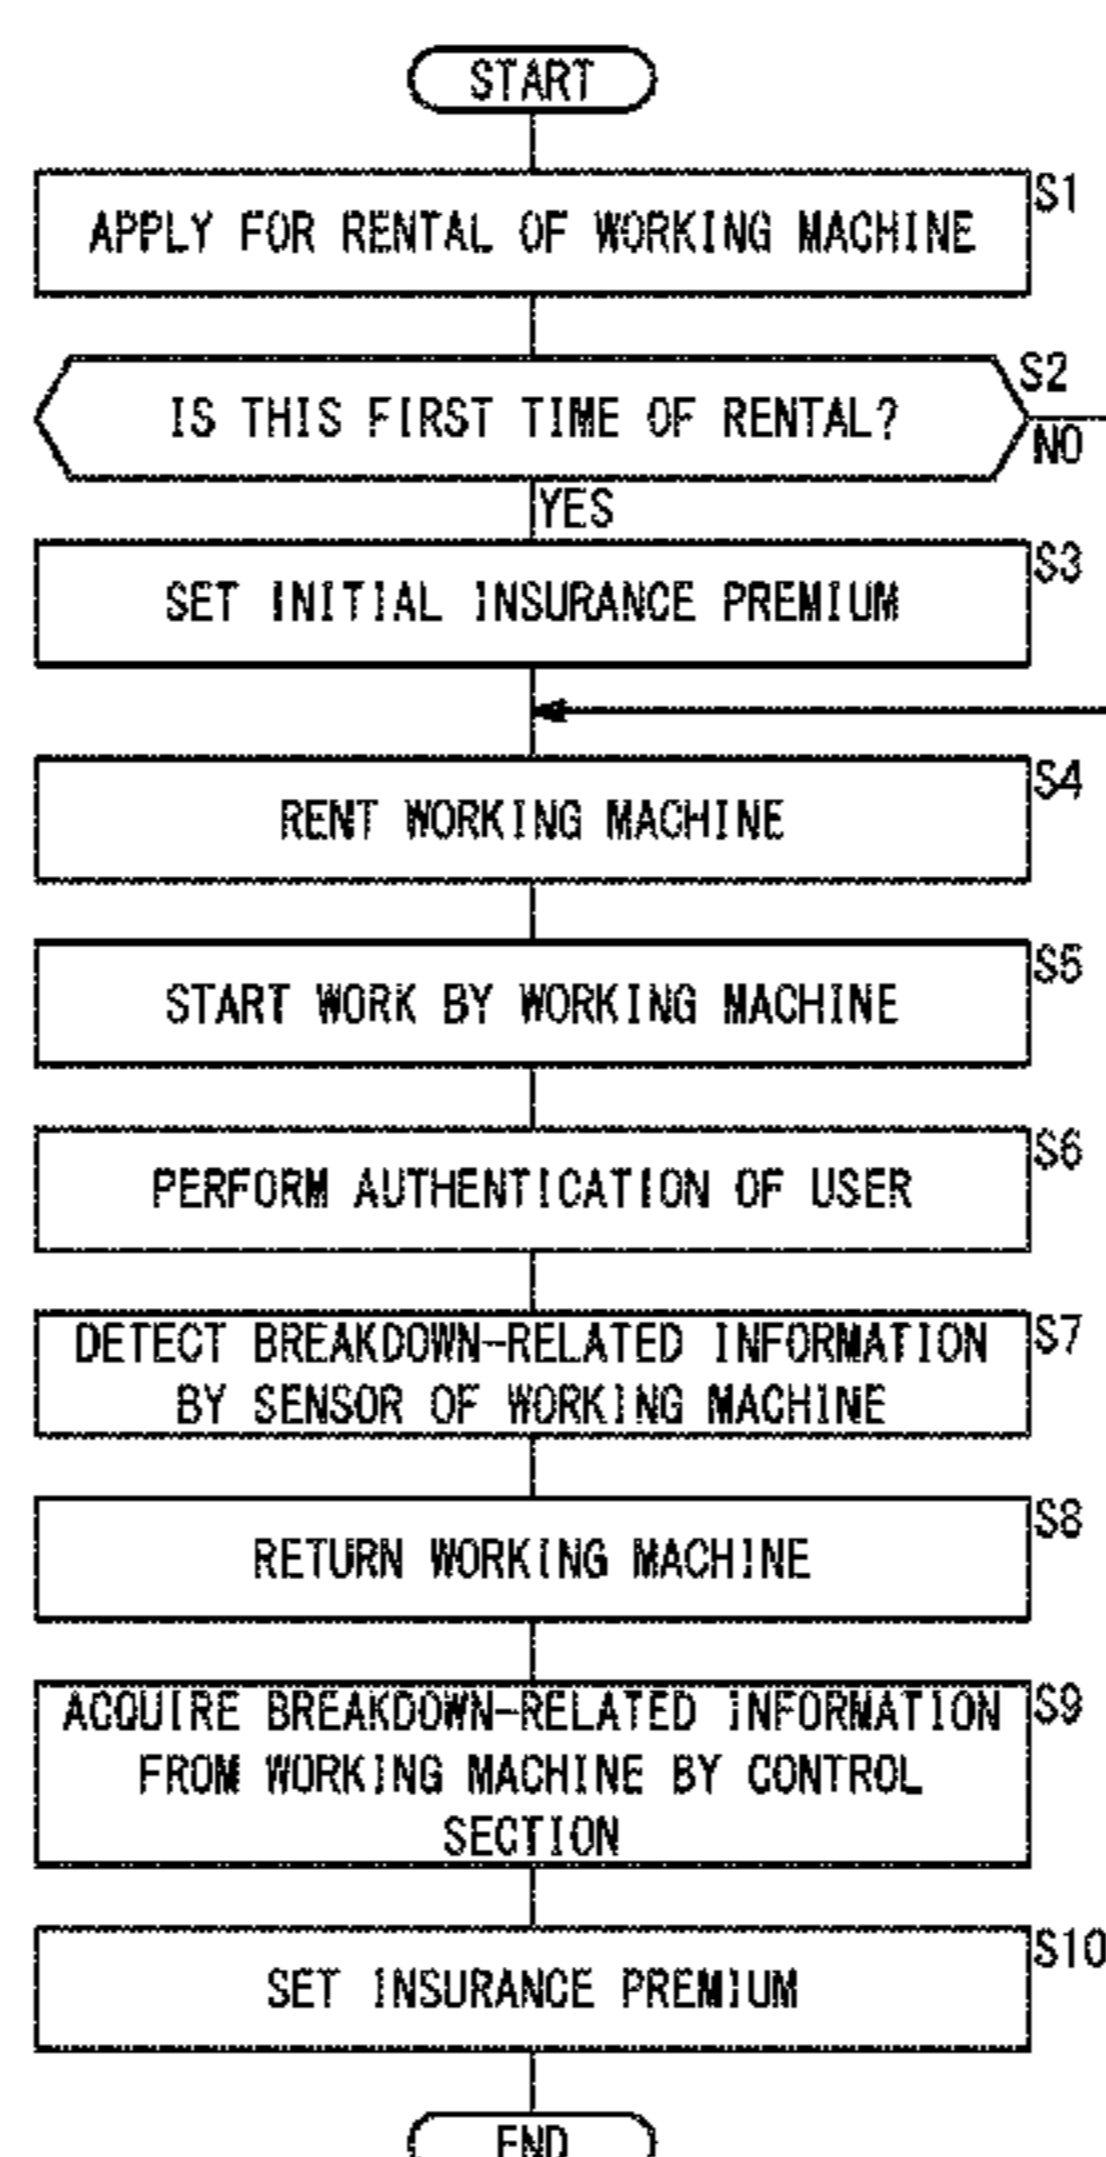 START
S1
APPLY FOR RENTAL OF WORKING MACHINE
S2
IS THIS FIRST TIME OF RENTAL?
NO
YES
S3
SET INITIAL INSURANCE PREMIUM
S4
RENT WORKING MACHINE
S5
START WORK BY WORKING MACHINE
S6
PERFORM AUTHENTICATION OF USER
S7
DETECT BREAKDOWN-RELATED INFORMATION
BY SENSOR OF WORKING MACHINE
S8
RETURN WORKING MACHINE
S9
ACQUIRE BREAKDOWN-RELATED INFORMATION
FROM WORKING MACHINE BY CONTROL
SECTION
S10
SET INSURANCE PREMIUM
END